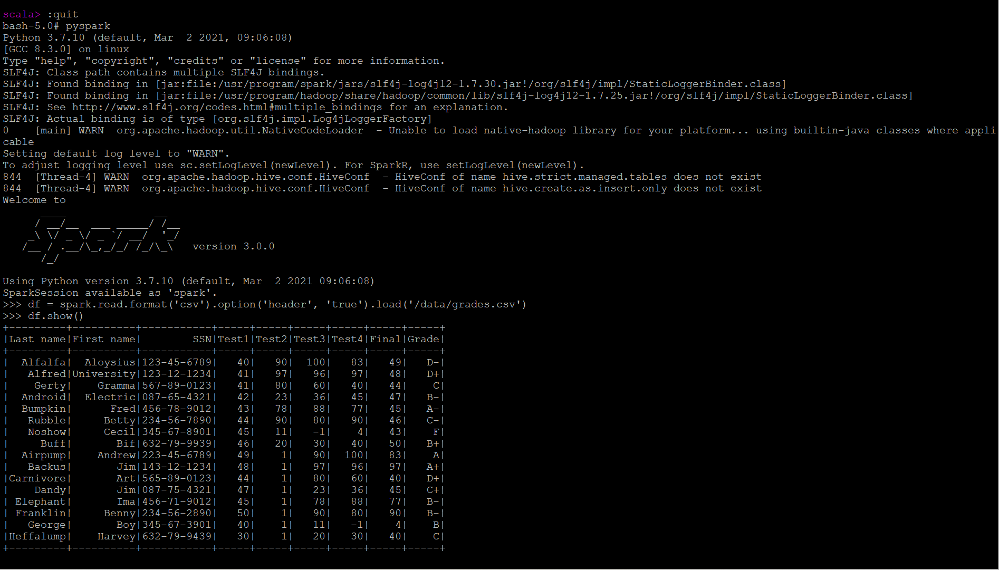 scala> :quit
bash-5.0# pyspark
Python 3.7.10 (default, Mar  2 2021, 09:06:08)
[GCC 8.3.0] on linux
Type "help", "copyright", "credits" or "license" for more information.
SLF4J: Class path contains multiple SLF4J bindings.
SLF4J: Found binding in [jar:file:/usr/program/spark/jars/slf4j-log4j12-1.7.30.jar!/org/slf4j/impl/StaticLoggerBinder.class]
SLF4J: Found binding in [jar:file:/usr/program/hadoop/share/hadoop/common/lib/slf4j-log4j12-1.7.25.jar!/org/slf4j/impl/StaticLoggerBinder.class]
SLF4J: See http://www.slf4j.org/codes.html#multiple_bindings for an explanation.
SLF4J: Actual binding is of type [org.slf4j.impl.Log4jLoggerFactory]
0    [main] WARN  org.apache.hadoop.util.NativeCodeLoader  - Unable to load native-hadoop library for your platform... using builtin-java classes where appli
cable
Setting default log level to "WARN".
To adjust logging level use sc.setLogLevel(newLevel). For SparkR, use setLogLevel(newLevel).
844  [Thread-4] WARN  org.apache.hadoop.hive.conf.HiveConf  - HiveConf of name hive.strict.managed.tables does not exist
844  [Thread-4] WARN  org.apache.hadoop.hive.conf.HiveConf  - HiveConf of name hive.create.as.insert.only does not exist
Welcome to
      ____              __
     / __/__  ___ _____/ /__
    _\ \/ _ \/ _ `/ __/  '_/
   /__ / .__/\_,_/_/ /_/\_\   version 3.0.0
      /_/
Using Python version 3.7.10 (default, Mar  2 2021 09:06:08)
SparkSession available as 'spark'.
>>> df = spark.read.format('csv').option('header', 'true').load('/data/grades.csv')
>>> df.show()
+---------+----------+-----------+-----+-----+-----+-----+-----+-----+
|Last name|First name|        SSN|Test1|Test2|Test3|Test4|Final|Grade|
+---------+----------+-----------+-----+-----+-----+-----+-----+-----+
|  Alfalfa|  Aloysius|123-45-6789|   40|   90|  100|   83|   49|   D-|
|   Alfred|University|123-12-1234|   41|   97|   96|   97|   48|   D+|
|    Gerty|    Gramma|567-89-0123|   41|   80|   60|   40|   44|    C|
|  Android|  Electric|087-65-4321|   42|   23|   36|   45|   47|   B-|
|  Bumpkin|      Fred|456-78-9012|   43|   78|   88|   77|   45|   A-|
|   Rubble|     Betty|234-56-7890|   44|   90|   80|   90|   46|   C-|
|   Noshow|     Cecil|345-67-8901|   45|   11|   -1|    4|   43|    F|
|     Buff|       Bif|632-79-9939|   46|   20|   30|   40|   50|   B+|
|  Airpump|    Andrew|223-45-6789|   49|    1|   90|  100|   83|    A|
|   Backus|       Jim|143-12-1234|   48|    1|   97|   96|   97|   A+|
|Carnivore|       Art|565-89-0123|   44|    1|   80|   60|   40|   D+|
|    Dandy|       Jim|087-75-4321|   47|    1|   23|   36|   45|   C+|
| Elephant|       Ima|456-71-9012|   45|    1|   78|   88|   77|   B-|
| Franklin|     Benny|234-56-2890|   50|    1|   90|   80|   90|   B-|
|   George|       Boy|345-67-3901|   40|    1|   11|   -1|    4|    B|
|Heffalump|    Harvey|632-79-9439|   30|    1|   20|   30|   40|    C|
+---------+----------+-----------+-----+-----+-----+-----+-----+-----+